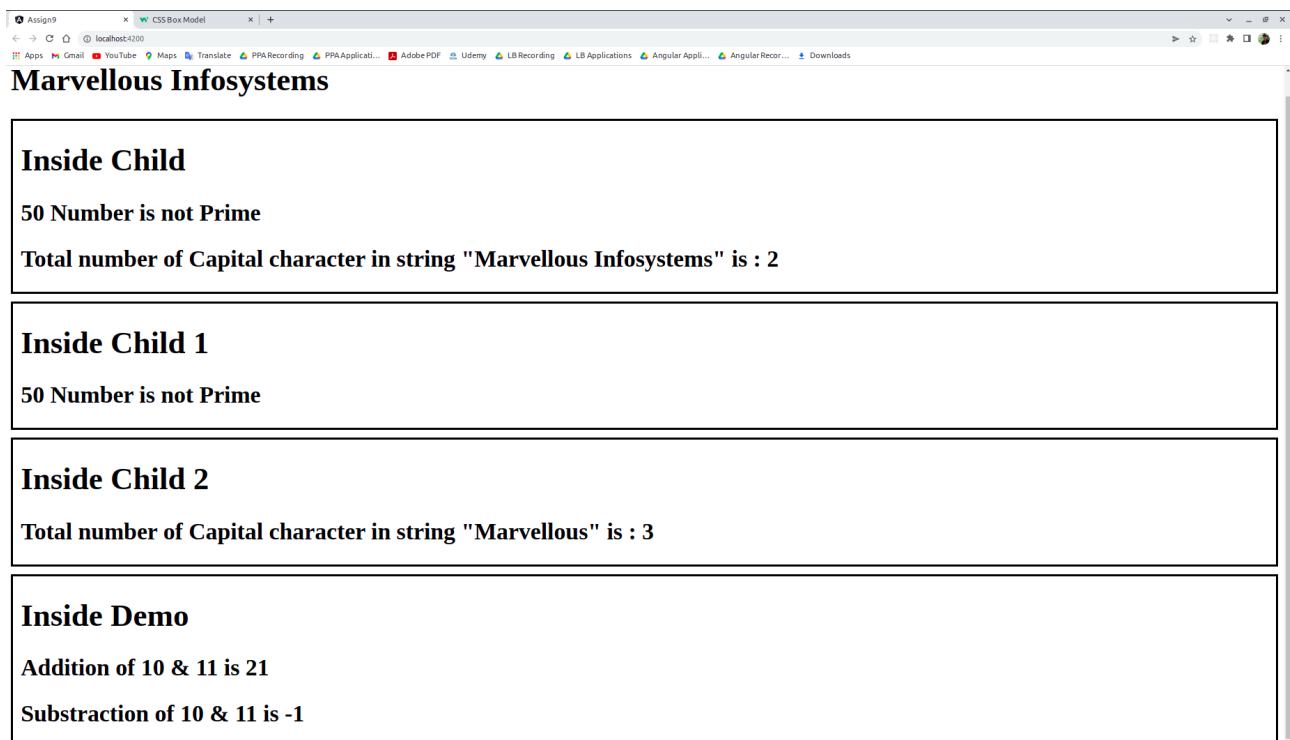 Assign9 × CSS Box Model × +
localhost:4200
Apps Gmail YouTube Maps Translate PPA Recording PPA Applicati... Adobe PDF Udemy LB Recording LB Applications Angular Appli... Angular Recor... Downloads
Marvellous Infosystems
Inside Child
50 Number is not Prime
Total number of Capital character in string "Marvellous Infosystems" is : 2
Inside Child 1
50 Number is not Prime
Inside Child 2
Total number of Capital character in string "Marvellous" is : 3
Inside Demo
Addition of 10 & 11 is 21
Substraction of 10 & 11 is -1